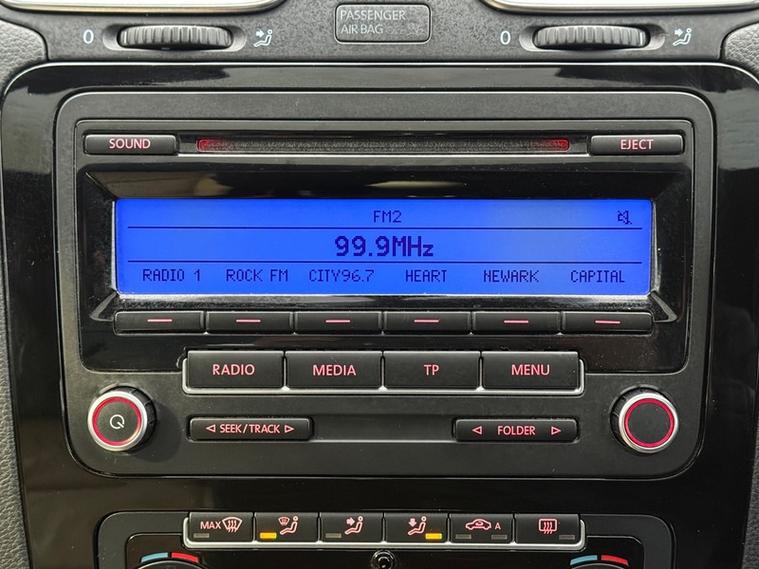 0 PASSENGER AIR BAG 0
SOUND EJECT
FM2
99.9MHz
RADIO 1 ROCK FM CITY96.7 HEART NEWARK CAPITAL
RADIO MEDIA TP MENU
SEEK/TRACK FOLDER
MAX A